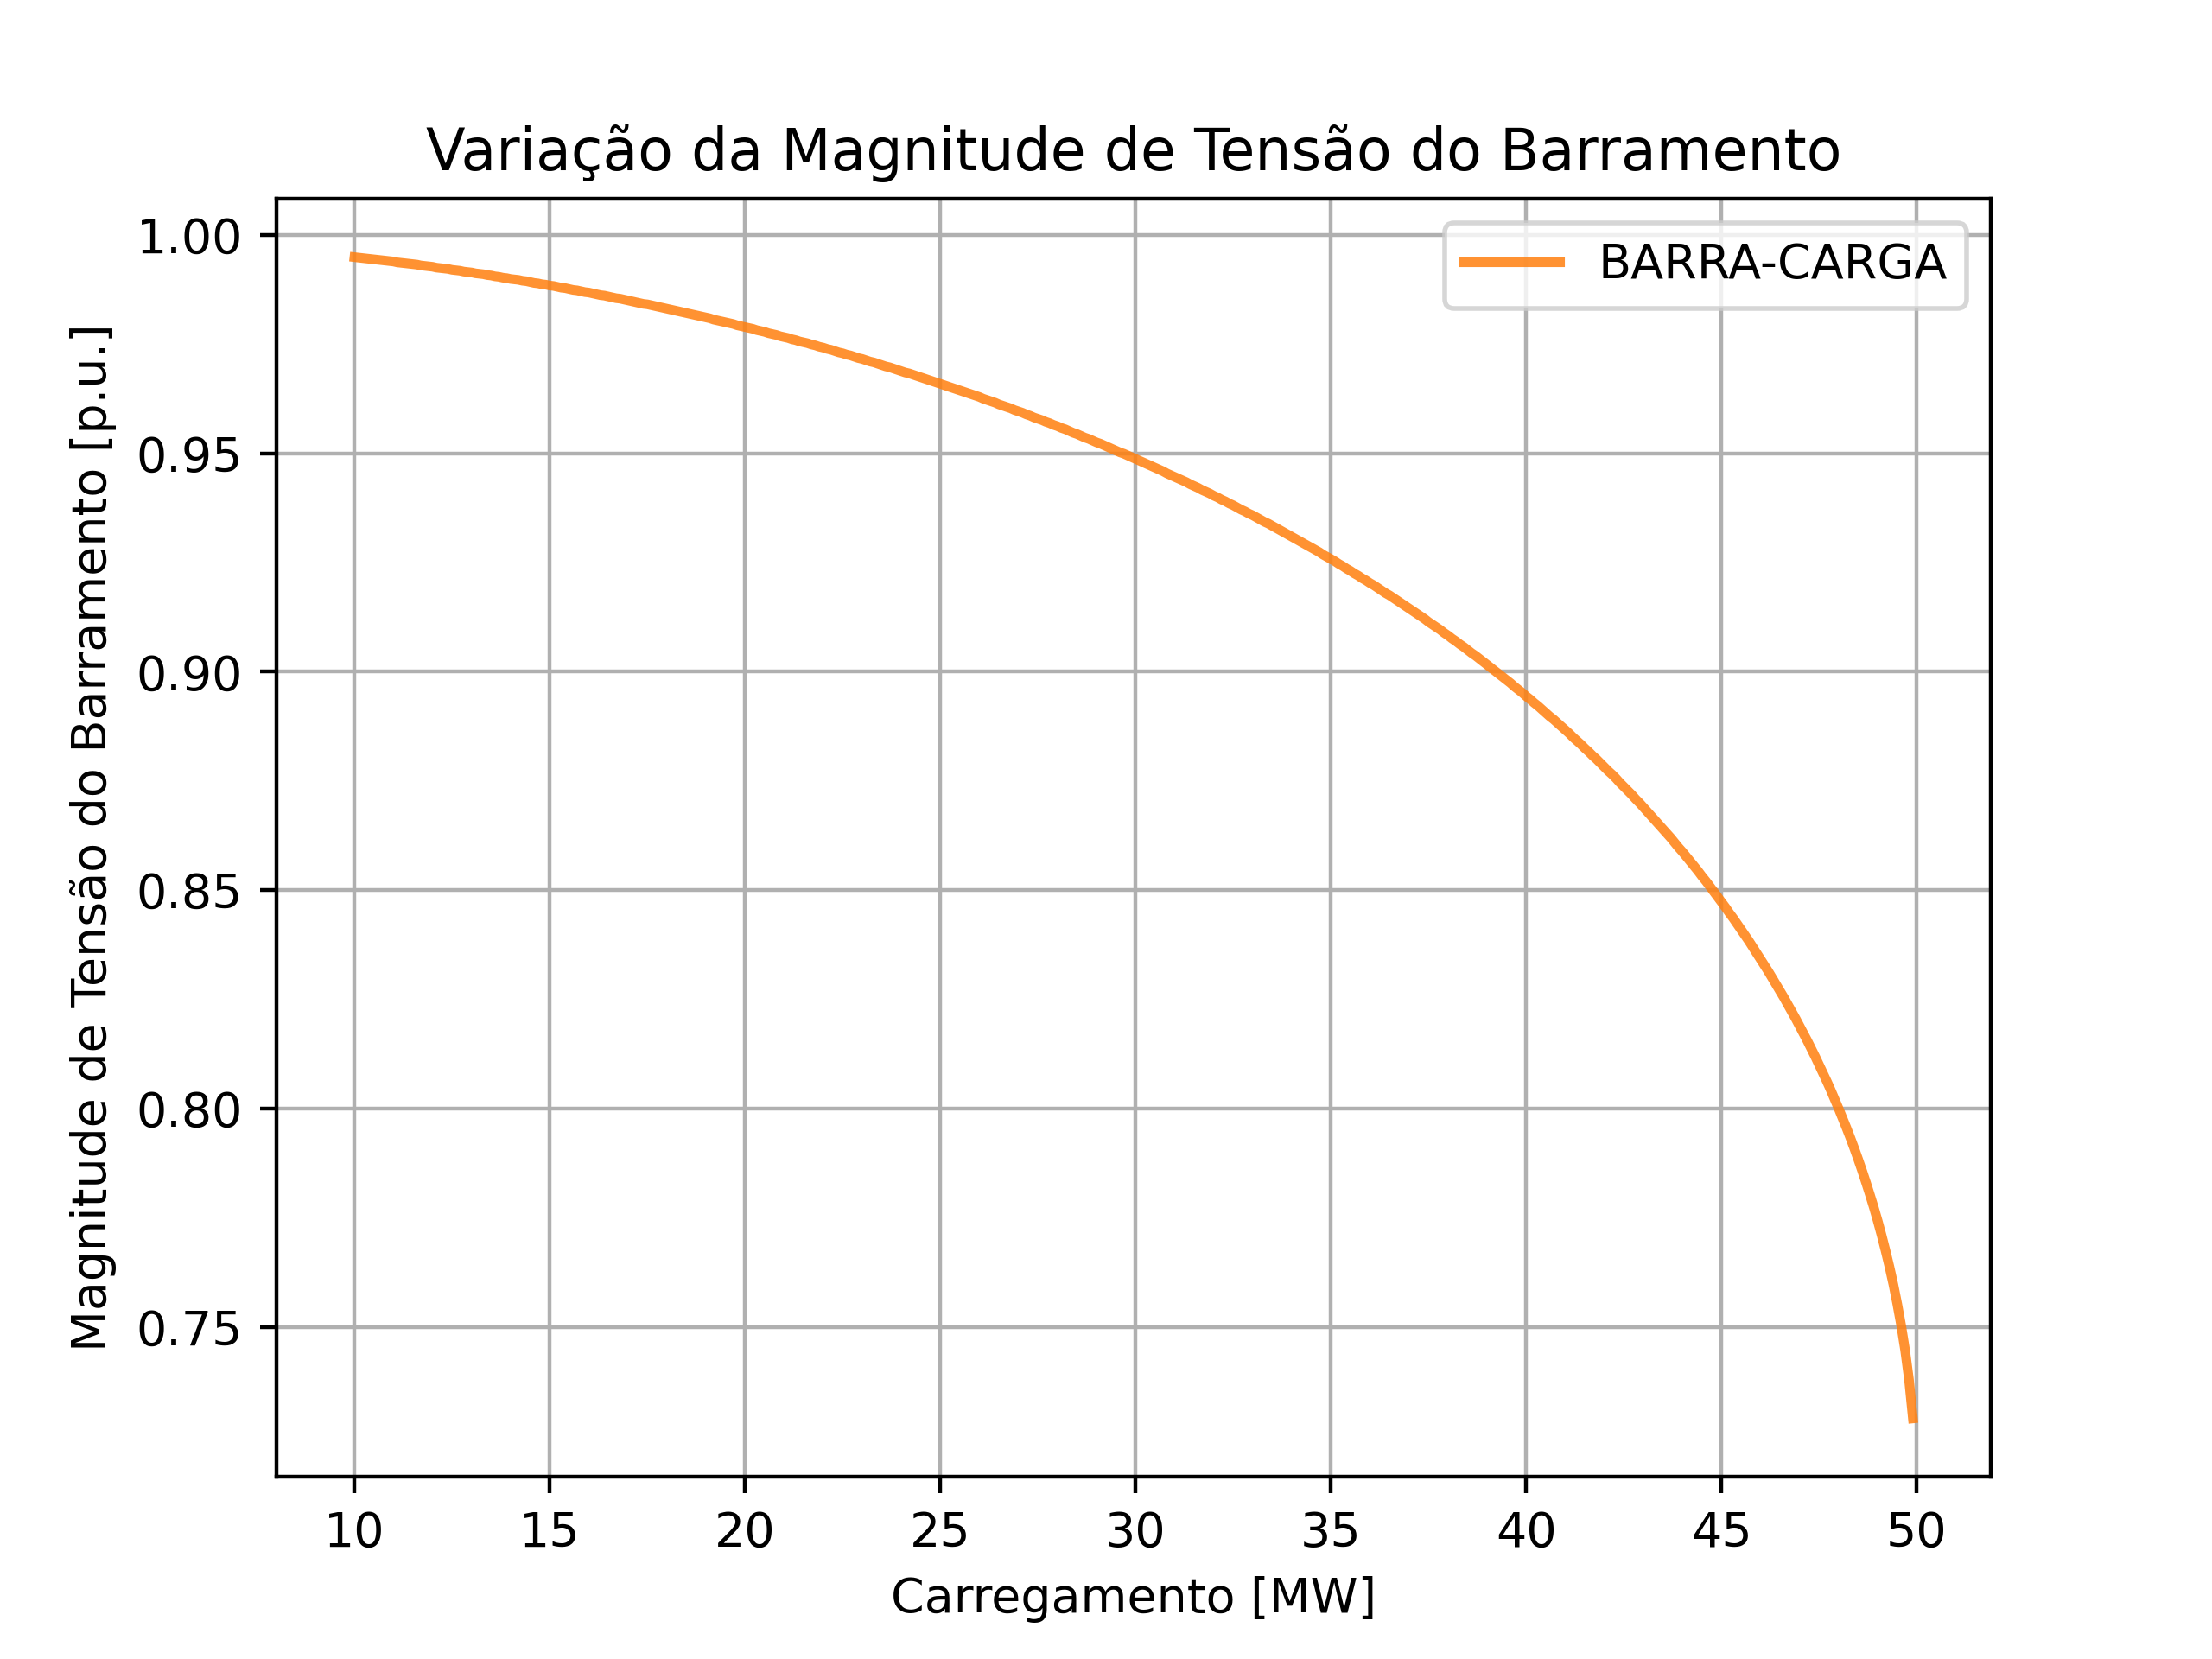 Variação da Magnitude de Tensão do Barramento
BARRA-CARGA
Magnitude de Tensão do Barramento [p.u.]
1.00
0.95
0.90
0.85
0.80
0.75
10 15 20 25 30 35 40 45 50
Carregamento [MW]